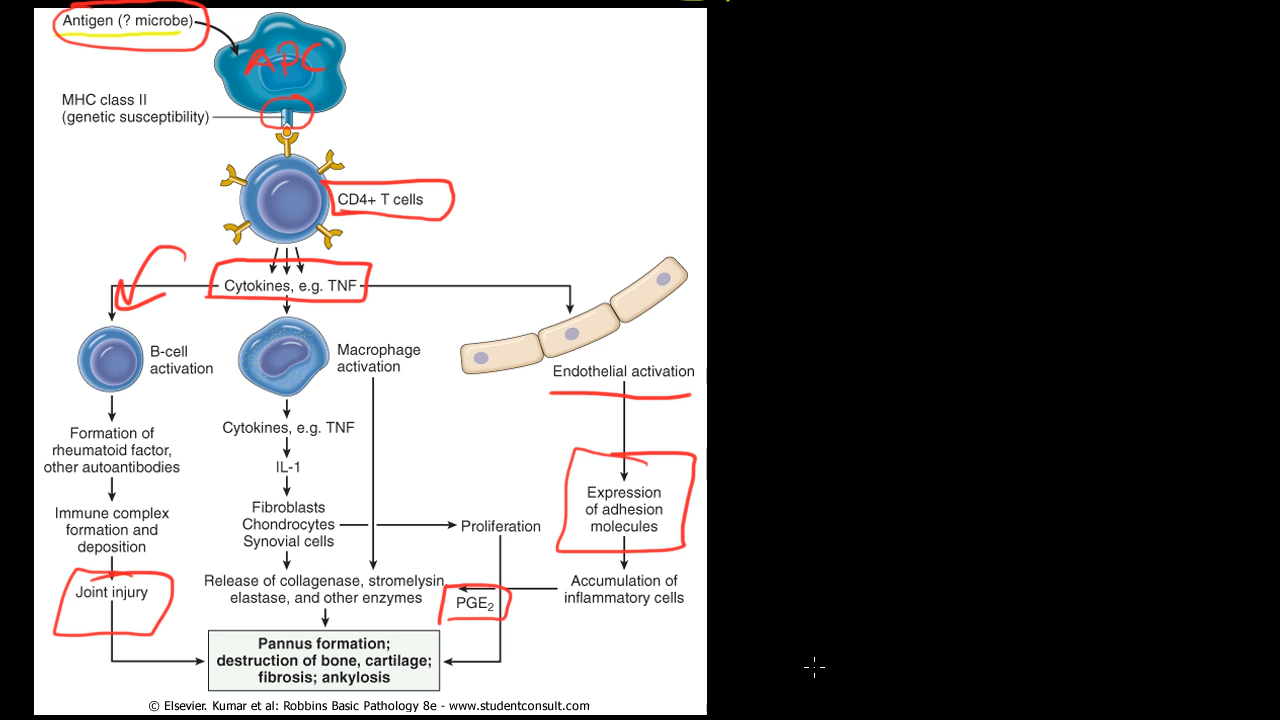 Antigen (? microbe)
APC
MHC class II
(genetic susceptibility)
CD4+ T cells
Cytokines, e.g. TNF
B-cell
activation
Macrophage
activation
Endothelial activation
Formation of
rheumatoid factor,
other autoantibodies
Cytokines, e.g. TNF
IL-1
Immune complex
formation and
deposition
Fibroblasts
Chondrocytes
Synovial cells
Proliferation
Expression
of adhesion
molecules
Joint injury
Release of collagenase, stromelysin,
elastase, and other enzymes
PGE₂
Accumulation of
inflammatory cells
Pannus formation;
destruction of bone, cartilage;
fibrosis; ankylosis
© Elsevier. Kumar et al: Robbins Basic Pathology 8e - www.studentconsult.com